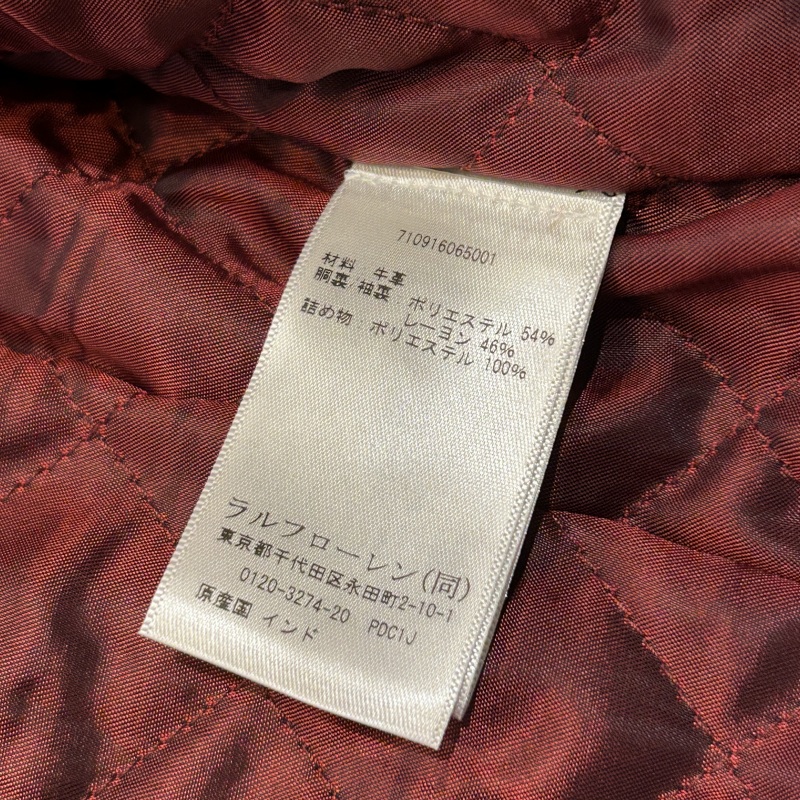 710916065001
材料 牛革
胴裏 袖裏 ポリエステル 54%
レーヨン 46%
詰め物 ポリエステル 100%
ラルフローレン(同)
東京都千代田区永田町2-10-1
0120-3274-20 PDC1J
原産国 インド